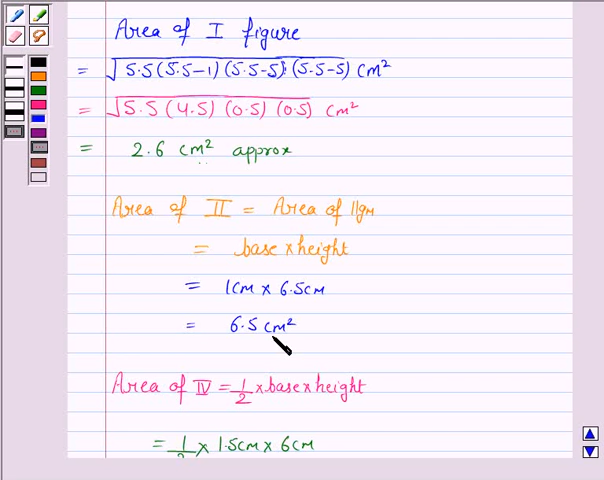 Area of I figure
= √5.5(5.5-1)(5.5-5)(5.5-5) cm²
= √5.5(4.5)(0.5)(0.5) cm²
= 2.6 cm² approx
Area of II = Area of llgm
= base×height
= 1cm × 6.5cm
= 6.5 cm²
Area of IV = 1/2 ×base×height
= 1/2 × 1.5cm × 6cm